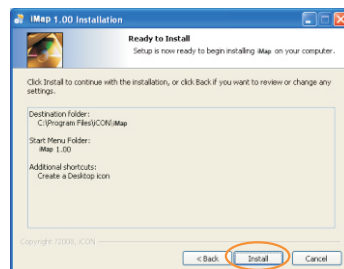 iMap 1.00 Installation
Ready to Install
Setup is now ready to begin installing iMap on your computer.
Click Install to continue with the installation, or click Back if you want to review or change any
settings.
Destination folder:
C:\Program Files\iCON\iMap
Start Menu Folder:
iMap 1.00
Additional shortcuts:
Create a Desktop icon
Copyright ?2008, iCON
< Back
Install
Cancel